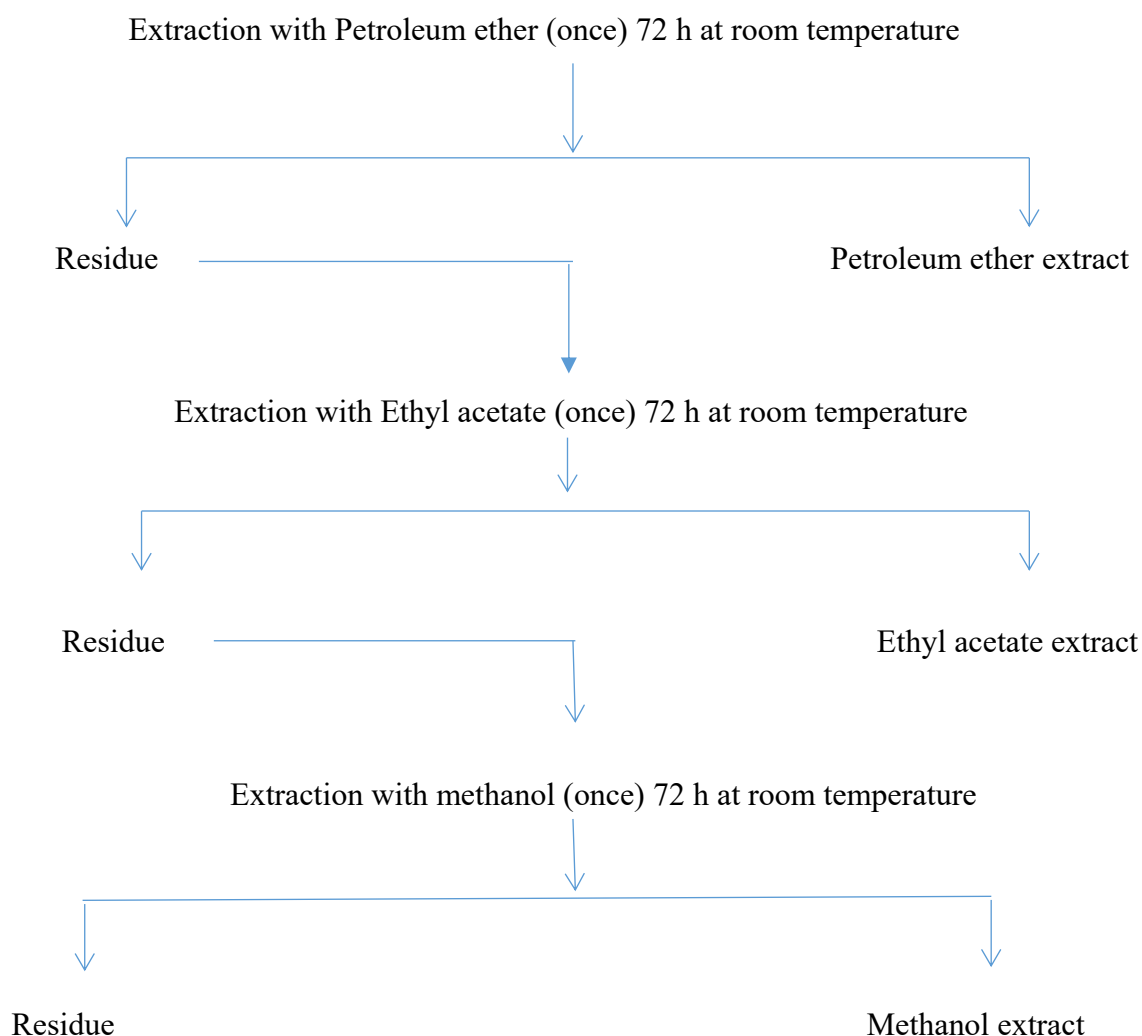 Extraction with Petroleum ether (once) 72 h at room temperature
Residue
Petroleum ether extract
Extraction with Ethyl acetate (once) 72 h at room temperature
Residue
Ethyl acetate extract
Extraction with methanol (once) 72 h at room temperature
Residue
Methanol extract